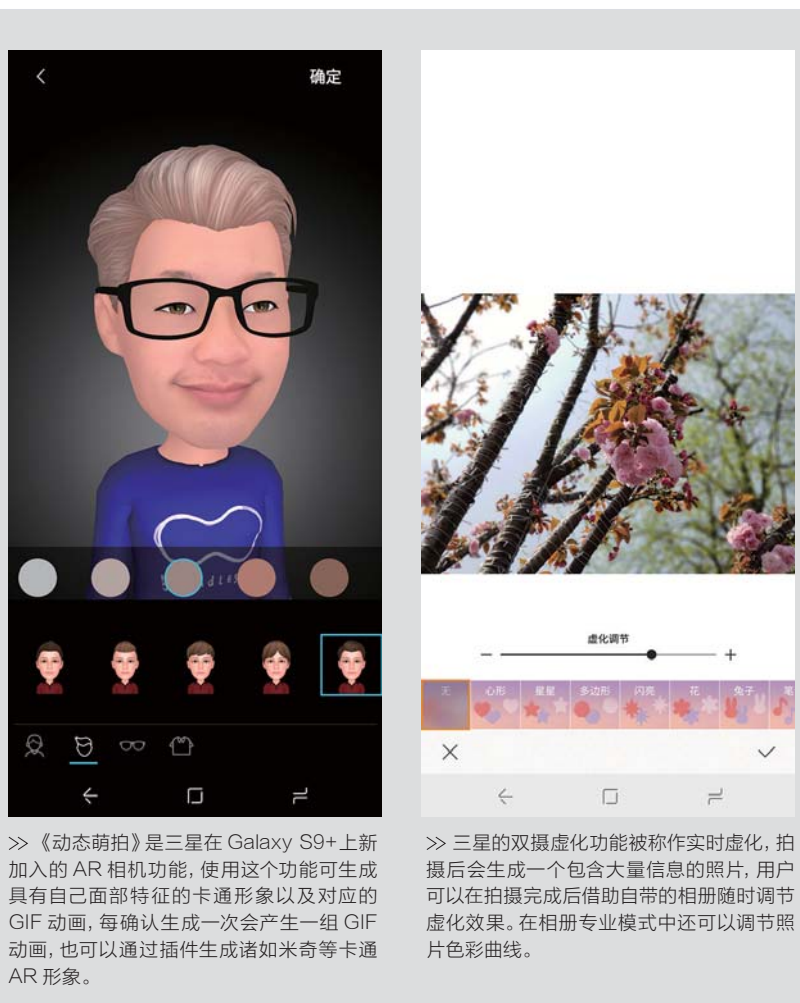 确定
>> 《动态萌拍》是三星在 Galaxy S9+上新
加入的 AR 相机功能, 使用这个功能可生成
具有自己面部特征的卡通形象以及对应的
GIF 动画, 每确认生成一次会产生一组 GIF
动画, 也可以通过插件生成诸如米奇等卡通
AR 形象。
虚化调节
无 心形 星星 多边形 闪亮 花 兔子 笔
>> 三星的双摄虚化功能被称作实时虚化, 拍
摄后会生成一个包含大量信息的照片, 用户
可以在拍摄完成后借助自带的相册随时调节
虚化效果。在相册专业模式中还可以调节照
片色彩曲线。